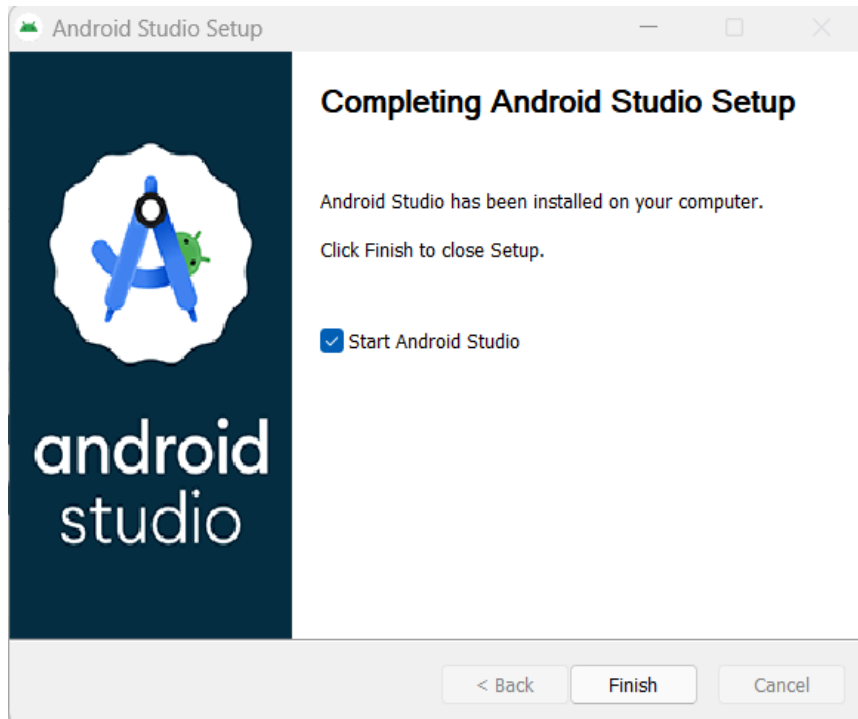 Android Studio Setup
Completing Android Studio Setup
Android Studio has been installed on your computer.
Click Finish to close Setup.
Start Android Studio
android
studio
< Back
Finish
Cancel